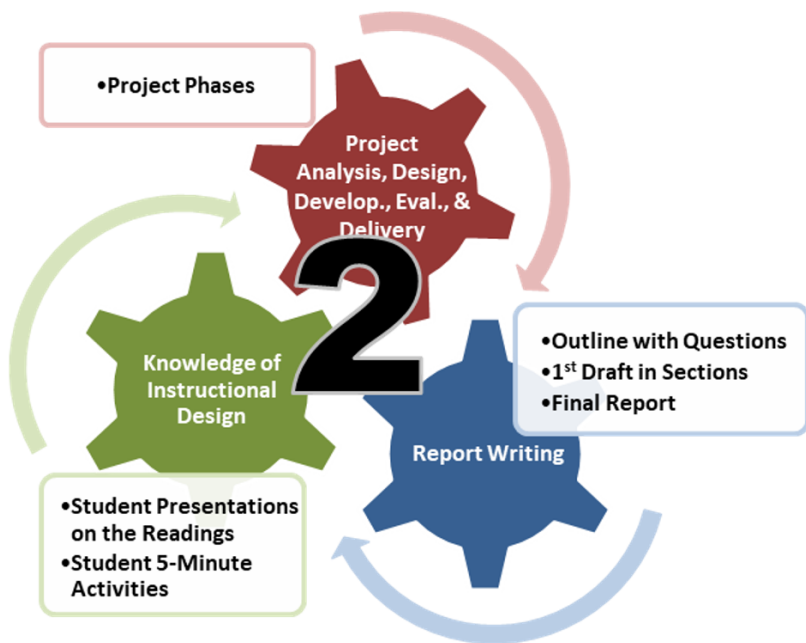 •Project Phases
Project
Analysis, Design,
Develop., Eval., &
Delivery
2
•Outline with Questions
•1st Draft in Sections
•Final Report
Knowledge of
Instructional
Design
Report Writing
•Student Presentations
on the Readings
•Student 5-Minute
Activities